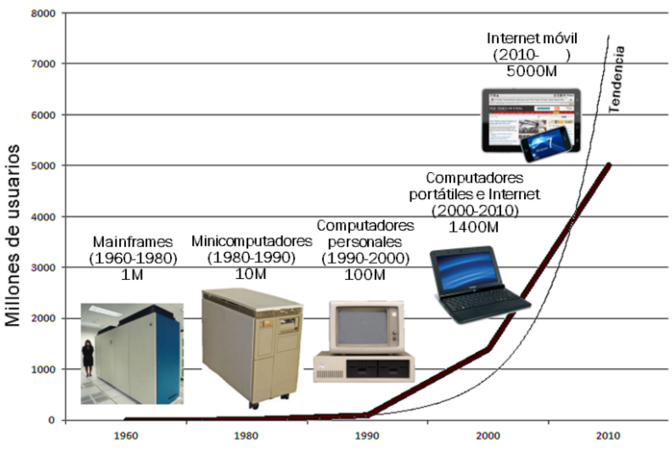 8000
7000
6000
5000
4000
3000
2000
1000
0
Millones de usuarios
Mainframes
(1960-1980)
1M
Minicomputadores
(1980-1990)
10M
Computadores
personales
(1990-2000)
100M
Computadores
portátiles e Internet
(2000-2010)
1400M
Internet móvil
(2010-      )
5000M
Tendencia
7
1960
1980
1990
2000
2010